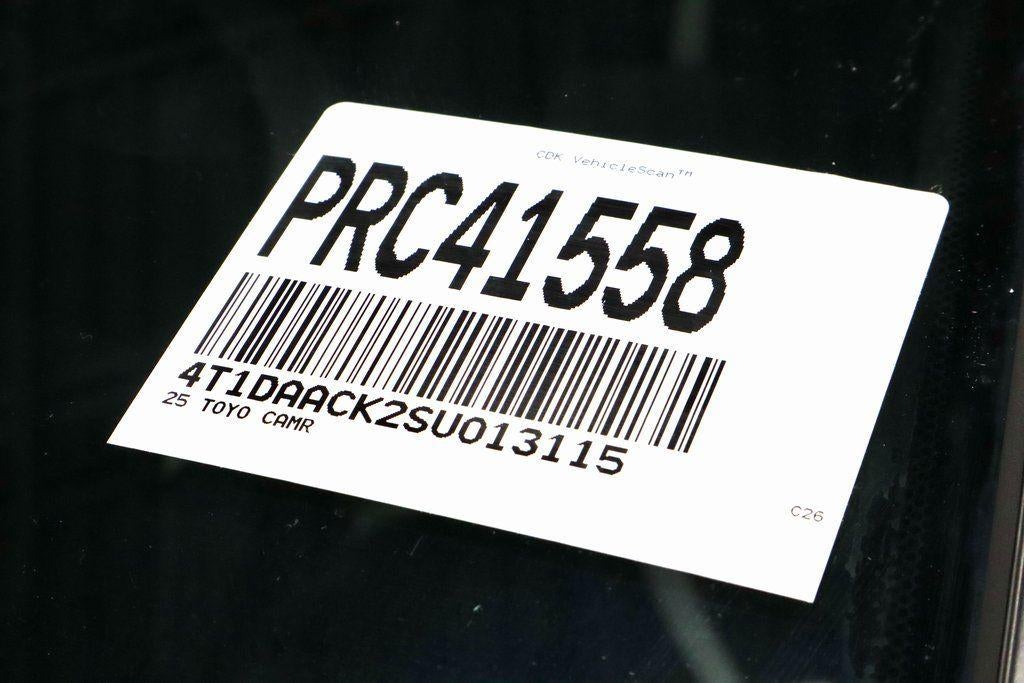 CDK VehicleScan™
PRC41558
4T1DAACK2SU013115
25 TOYO CAMR
C26